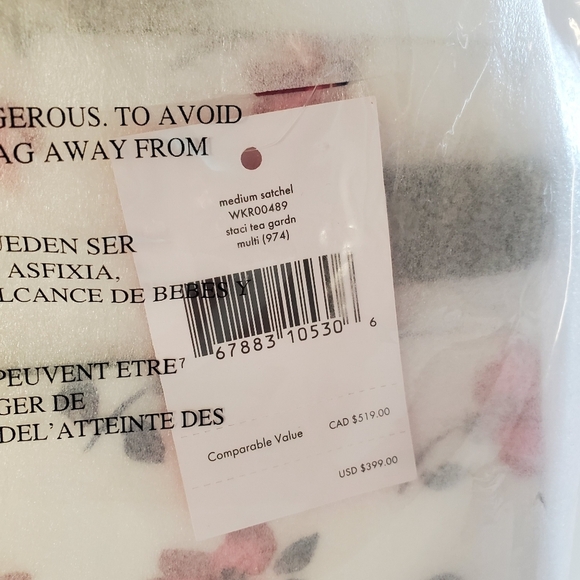 GEROUS. TO AVOID
AG AWAY FROM
UEDEN SER
ASFIXIA,
LCANCE DE BEBES Y
PEUVENT ETRE
GER DE
DEL'ATTEINTE DES
medium satchel
WKR00489
staci tea gardn
multi (974)
7 67883 10530 6
Comparable Value
CAD $519.00
USD $399.00